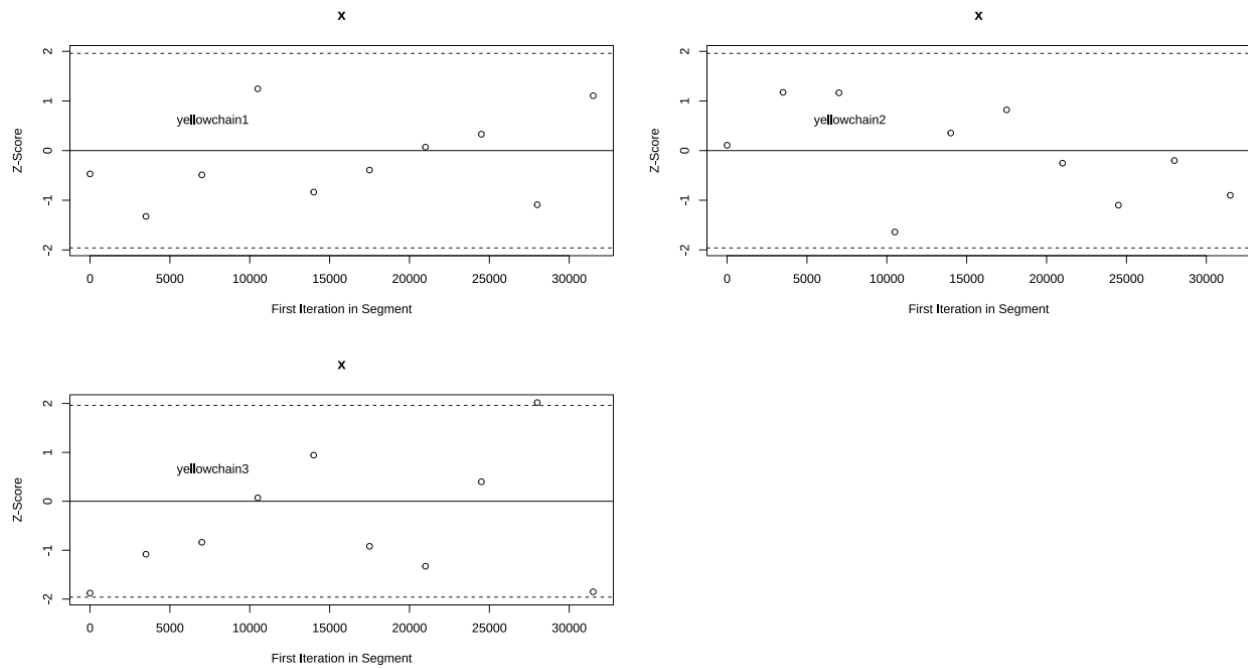 x
2
1
0
-1
-2
Z-Score
yellowchain1
0 5000 10000 15000 20000 25000 30000
First Iteration in Segment
x
2
1
0
-1
-2
Z-Score
yellowchain2
0 5000 10000 15000 20000 25000 30000
First Iteration in Segment
x
2
1
0
-1
-2
Z-Score
yellowchain3
0 5000 10000 15000 20000 25000 30000
First Iteration in Segment